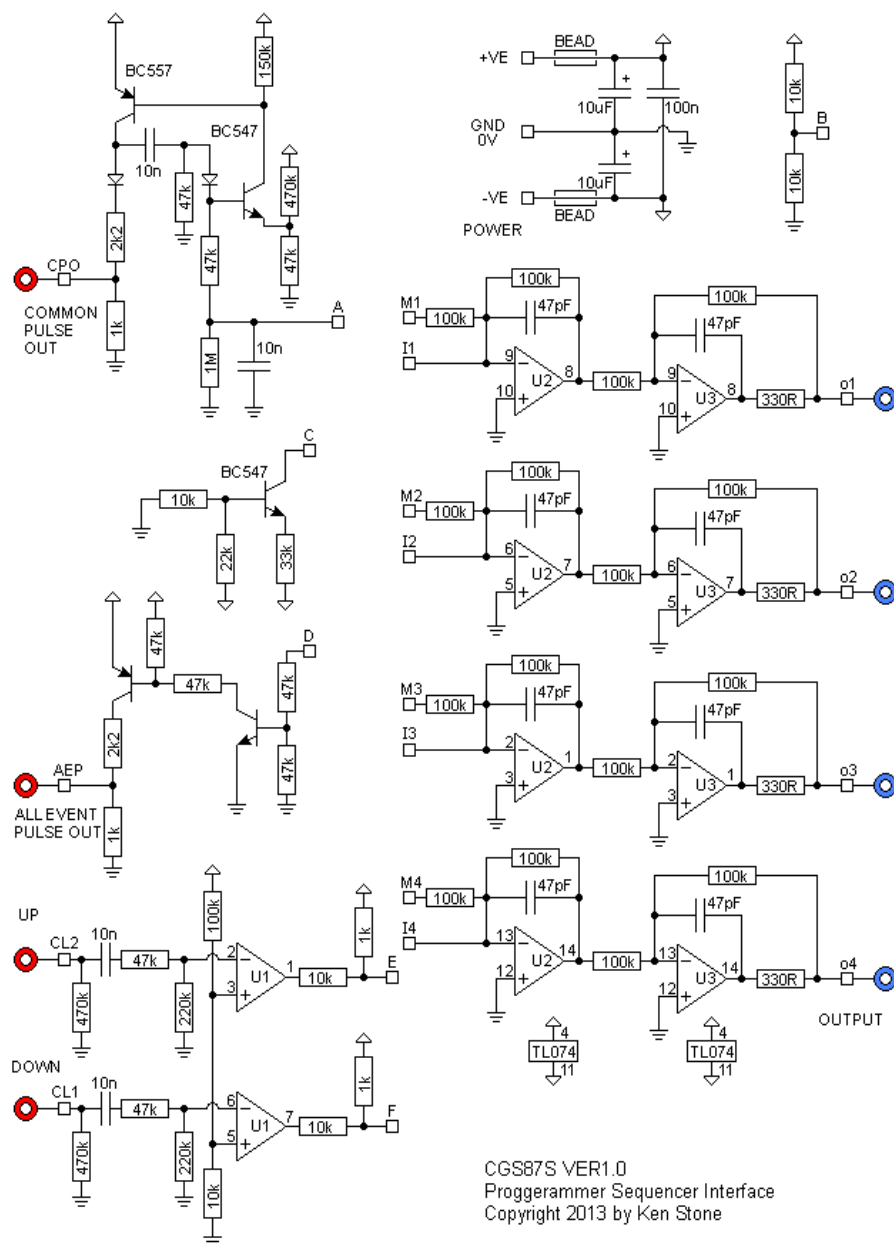 BC557
150k
BC547
10n
47k
470k
2k2
47k
47k
CPO
COMMON
PULSE
OUT
1k
A
1M
10n
+VE
BEAD
10uF
+
100n
GND
0V
+
10uF
-VE
BEAD
POWER
10k
B
10k
M1
100k
100k
47pF
I1
9
-
U2
8
10
+
100k
100k
47pF
9
-
U3
8
10
+
330R
o1
C
BC547
10k
22k
33k
M2
100k
100k
47pF
I2
6
-
U2
7
5
+
100k
100k
47pF
6
-
U3
7
5
+
330R
o2
47k
47k
D
47k
47k
2k2
AEP
ALL EVENT
PULSE OUT
1k
M3
100k
100k
47pF
I3
2
-
U2
1
3
+
100k
100k
47pF
2
-
U3
1
3
+
330R
o3
UP
CL2
10n
47k
470k
220k
100k
2
-
U1
1
3
+
10k
1k
E
DOWN
CL1
10n
47k
470k
220k
6
-
U1
7
5
+
10k
10k
1k
F
M4
100k
100k
47pF
I4
13
-
U2
14
12
+
100k
100k
47pF
13
-
U3
14
12
+
330R
o4
OUTPUT
4
TL074
11
4
TL074
11
CGS87S VER1.0
Proggerammer Sequencer Interface
Copyright 2013 by Ken Stone